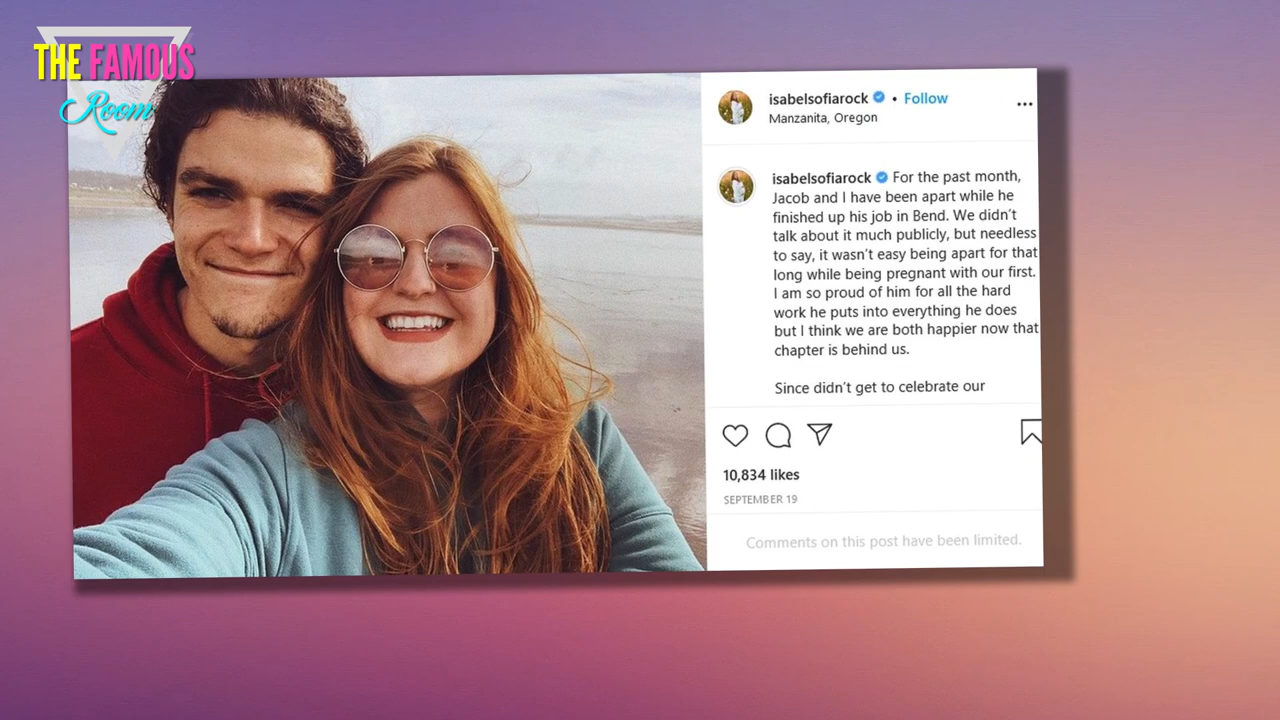 THE FAMOUS
Room
isabelsofiarock • Follow
Manzanita, Oregon
isabelsofiarock For the past month,
Jacob and I have been apart while he
finished up his job in Bend. We didn't
talk about it much publicly, but needless
to say, it wasn't easy being apart for that
long while being pregnant with our first.
I am so proud of him for all the hard
work he puts into everything he does
but I think we are both happier now that
chapter is behind us.
Since didn't get to celebrate our
10,834 likes
SEPTEMBER 19
Comments on this post have been limited.